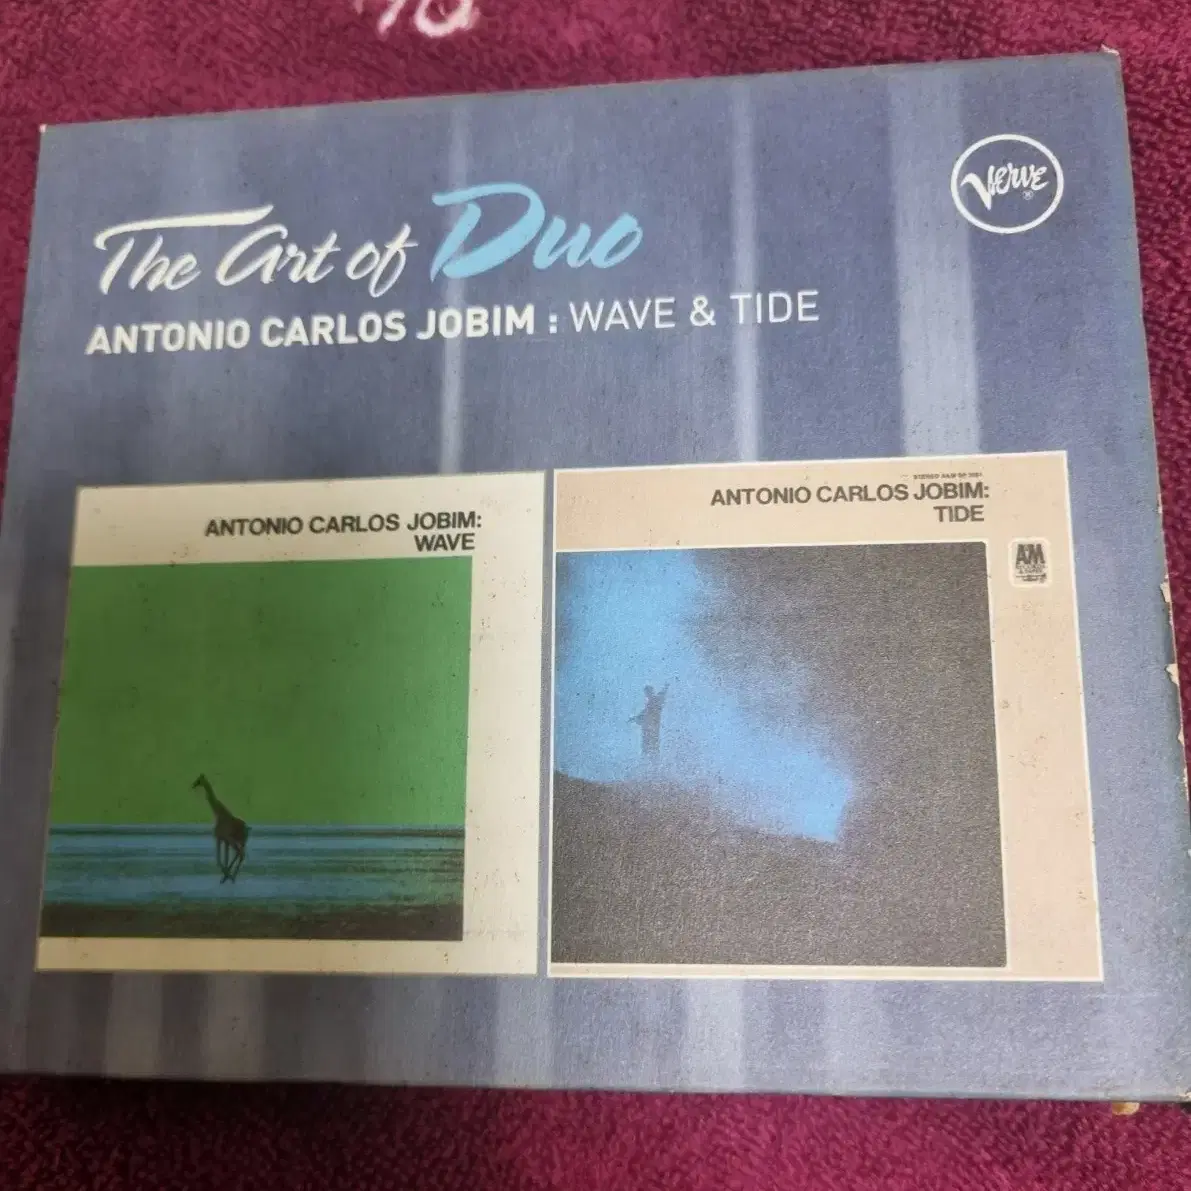 The Art of Duo
Verve
ANTONIO CARLOS JOBIM : WAVE & TIDE
ANTONIO CARLOS JOBIM:
WAVE
ANTONIO CARLOS JOBIM:
TIDE
A&M